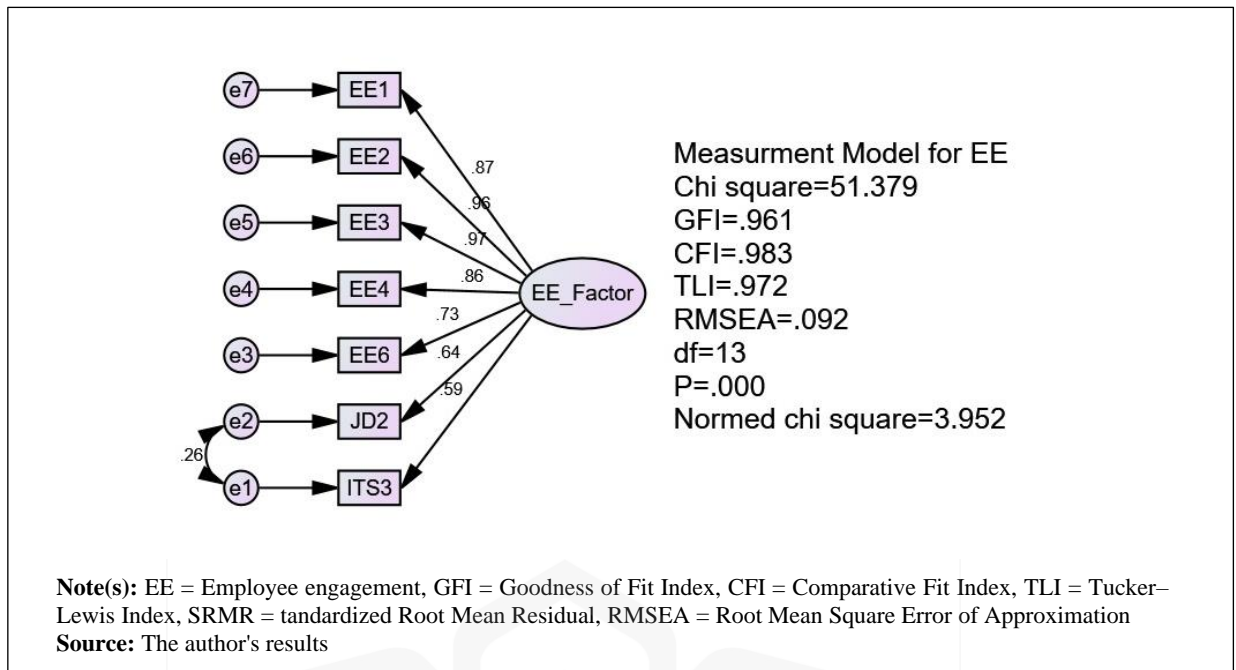 e7 EE1
.87
e6 EE2
.96
e5 EE3
.97
e4 EE4
.86
EE_Factor
.73
e3 EE6
.64
.59
e2 JD2
.26
e1 ITS3
Measurment Model for EE
Chi square=51.379
GFI=.961
CFI=.983
TLI=.972
RMSEA=.092
df=13
P=.000
Normed chi square=3.952
Note(s): EE = Employee engagement, GFI = Goodness of Fit Index, CFI = Comparative Fit Index, TLI = Tucker–
Lewis Index, SRMR = tandardized Root Mean Residual, RMSEA = Root Mean Square Error of Approximation
Source: The author's results